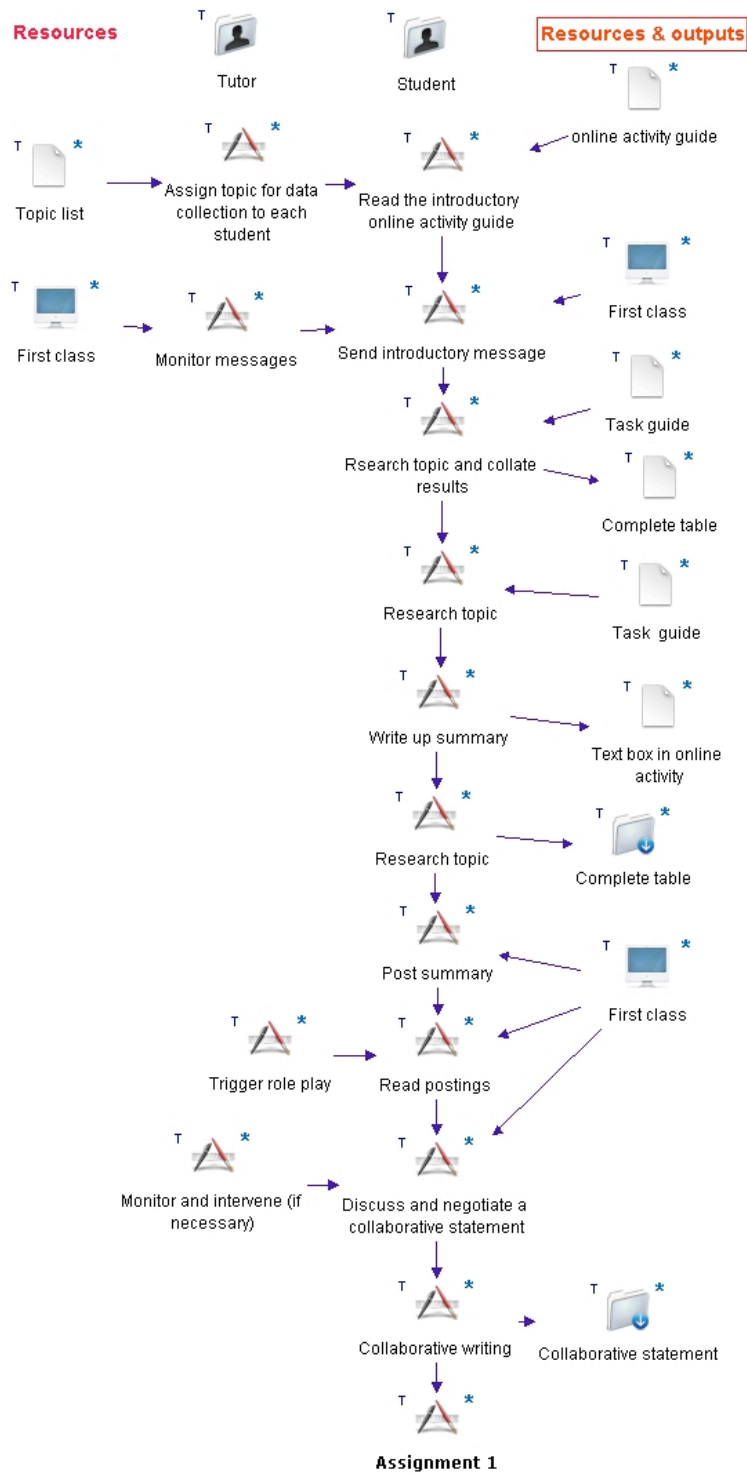 Resources
T
Tutor
T
Student
Resources & outputs
T *
online activity guide
T *
Topic list
T *
Assign topic for data
collection to each
student
T *
Read the introductory
online activity guide
T *
First class
T *
Monitor messages
T *
Send introductory message
T *
First class
T *
Rsearch topic and collate
results
T *
Task guide
T *
Complete table
T *
Research topic
T *
Task guide
T *
Write up summary
T *
Text box in online
activity
T *
Research topic
T *
Complete table
T *
Post summary
T *
First class
T *
Trigger role play
T *
Read postings
T *
Monitor and intervene (if
necessary)
T *
Discuss and negotiate a
collaborative statement
T *
Collaborative writing
T *
Collaborative statement
T *
Assignment 1